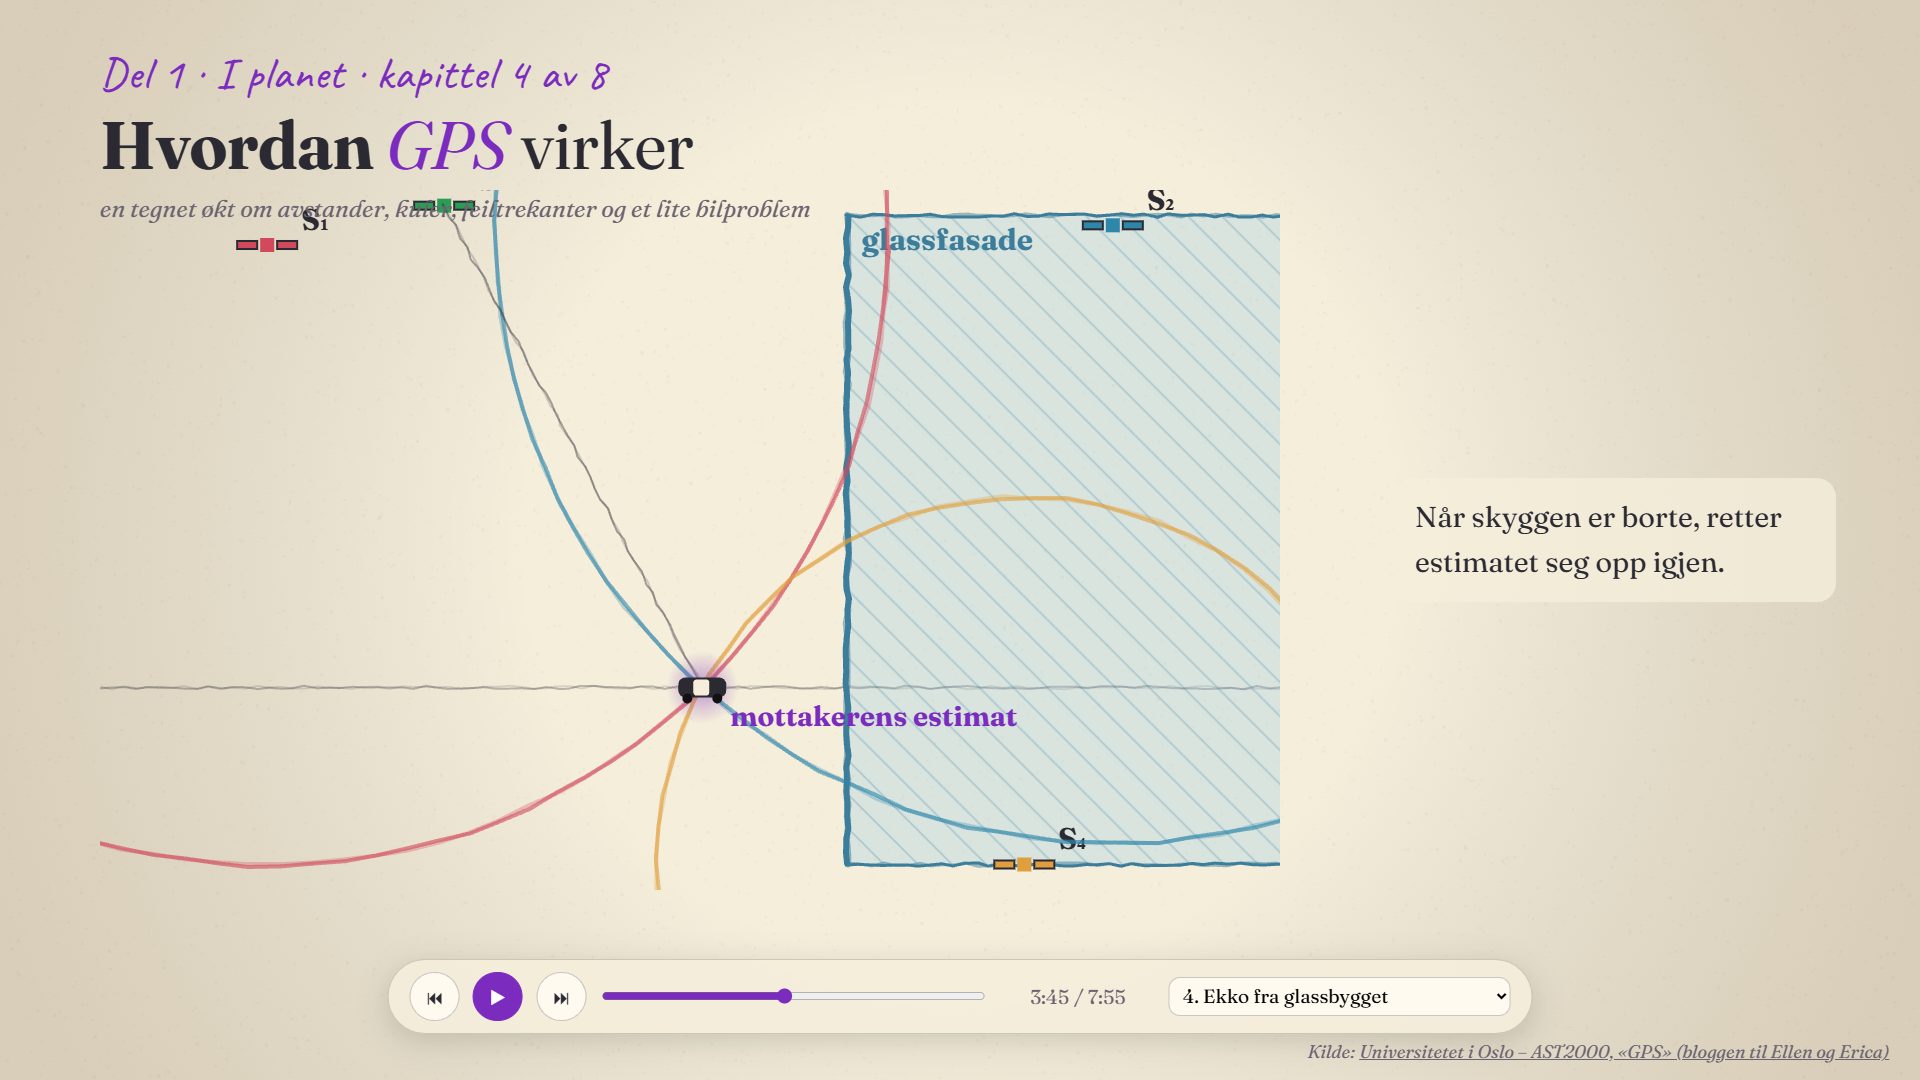 Del 1 · I planet · kapittel 4 av 8
Hvordan GPS virker
en tegnet økt om avstander, kuler, feiltrekanter og et lite bilproblem
S₁
S₂
glassfasade
Når skyggen er borte, retter
estimatet seg opp igjen.
mottakerens estimat
S₄
3:45 / 7:55
4. Ekko fra glassbygget
Kilde: Universitetet i Oslo – AST2000, «GPS» (bloggen til Ellen og Erica)